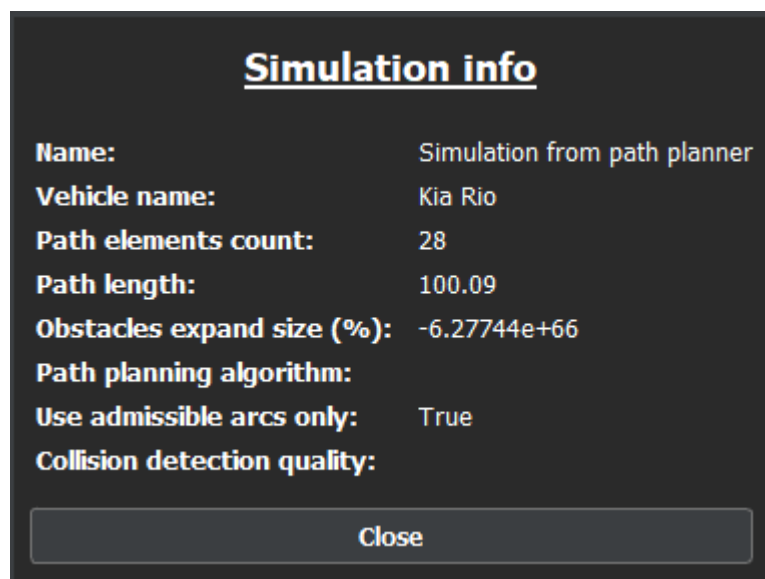 Simulation info
Name: Simulation from path planner
Vehicle name: Kia Rio
Path elements count: 28
Path length: 100.09
Obstacles expand size (%): -6.27744e+66
Path planning algorithm:
Use admissible arcs only: True
Collision detection quality:
Close